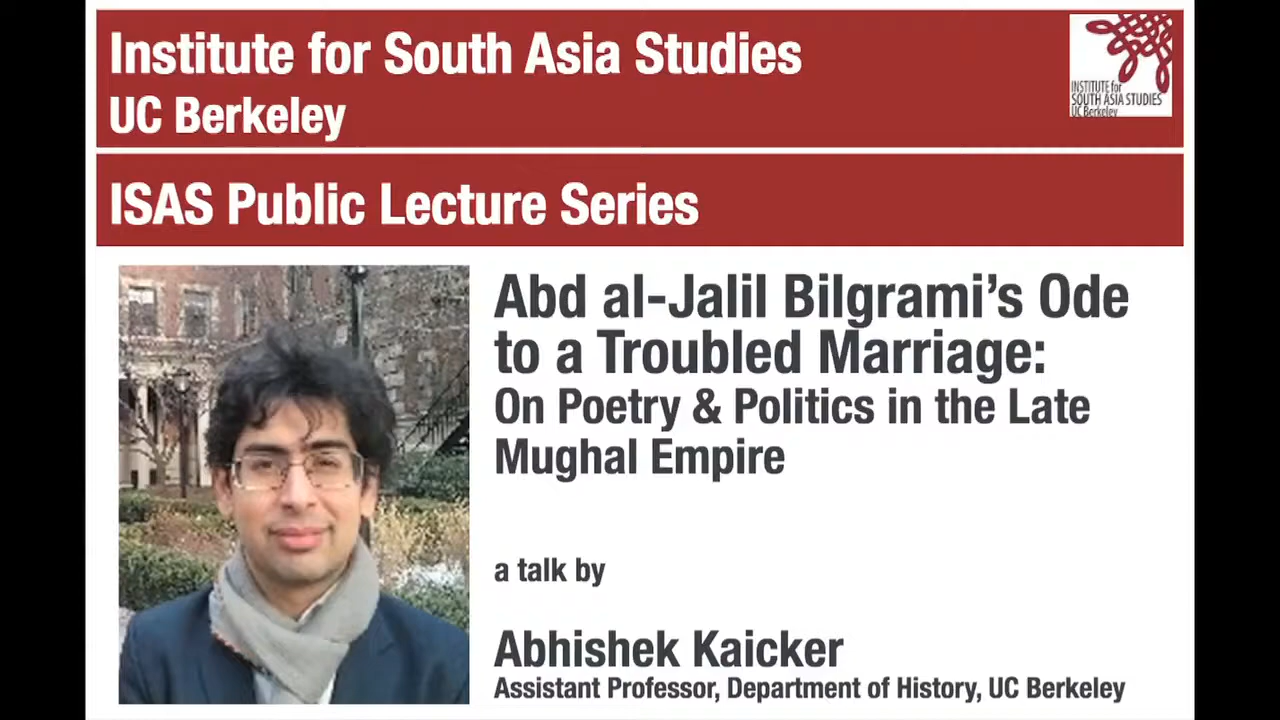 Institute for South Asia Studies
UC Berkeley
INSTITUTE for
SOUTH ASIA STUDIES
UC Berkeley
ISAS Public Lecture Series
Abd al-Jalil Bilgrami’s Ode
to a Troubled Marriage:
On Poetry & Politics in the Late
Mughal Empire
a talk by
Abhishek Kaicker
Assistant Professor, Department of History, UC Berkeley